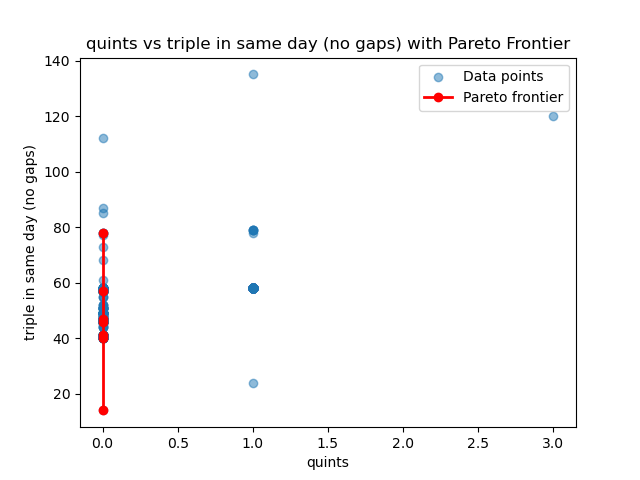 quints vs triple in same day (no gaps) with Pareto Frontier
140
120
100
80
60
40
20
triple in same day (no gaps)
Data points
Pareto frontier
0.0 0.5 1.0 1.5 2.0 2.5 3.0
quints